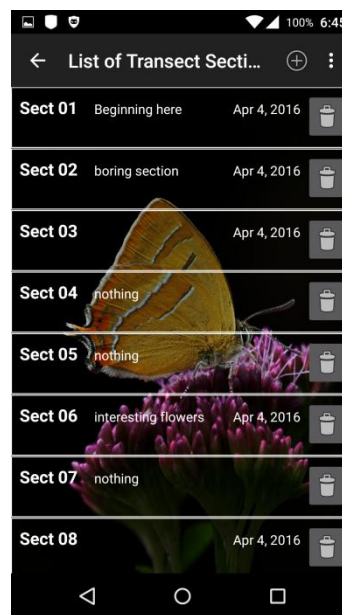 100% 6:45
List of Transect Secti...
Sect 01 Beginning here Apr 4, 2016
Sect 02 boring section Apr 4, 2016
Sect 03 Apr 4, 2016
Sect 04 nothing
Sect 05 nothing
Sect 06 interesting flowers Apr 4, 2016
Sect 07 nothing
Sect 08 Apr 4, 2016